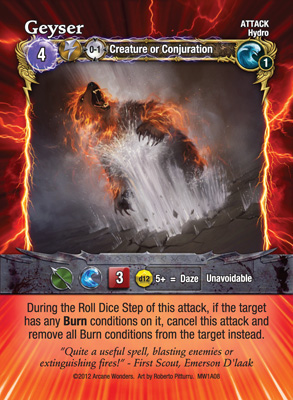 Geyser
ATTACK
Hydro
4
0-1
Creature or Conjuration
1
3
d12
5+ = Daze Unavoidable
During the Roll Dice Step of this attack, if the target
has any Burn conditions on it, cancel this attack and
remove all Burn conditions from the target instead.
"Quite a useful spell, blasting enemies or
extinguishing fires!" - First Scout, Emerson D'laak
©2012 Arcane Wonders. Art by Roberto Pitturru. MW1A06